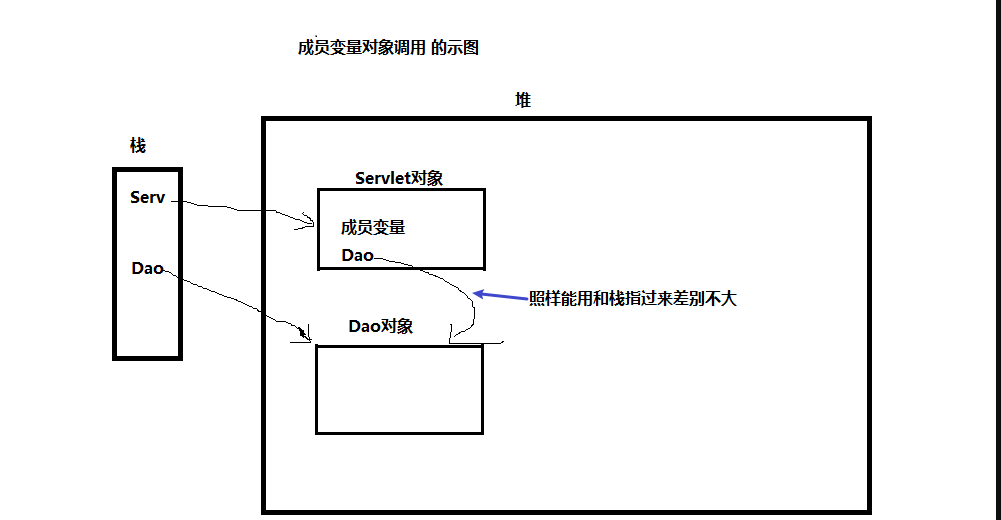 成员变量对象调用 的示图
堆
栈
Servlet对象
Serv
成员变量
Dao
Dao
照样能用和栈指过来差别不大
Dao对象